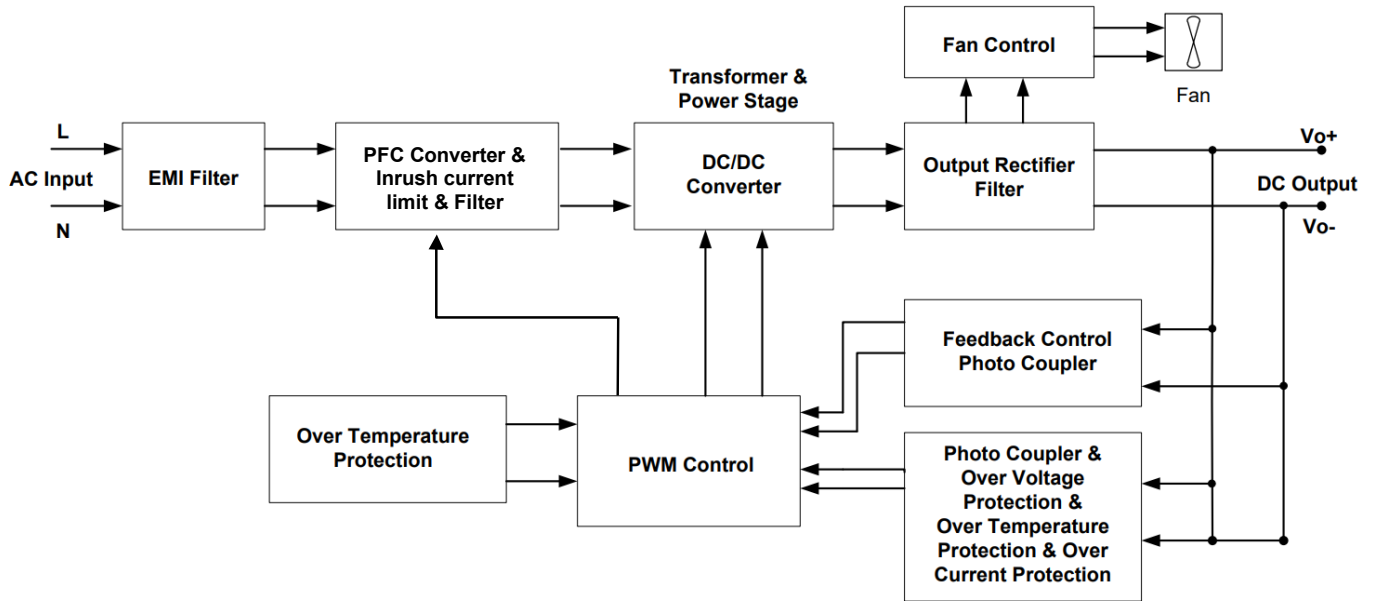 Fan Control
Fan
Transformer &
Power Stage
L
AC Input
N
EMI Filter
PFC Converter &
Inrush current
limit & Filter
DC/DC
Converter
Output Rectifier
Filter
Vo+
DC Output
Vo-
Feedback Control
Photo Coupler
Over Temperature
Protection
PWM Control
Photo Coupler &
Over Voltage
Protection &
Over Temperature
Protection & Over
Current Protection